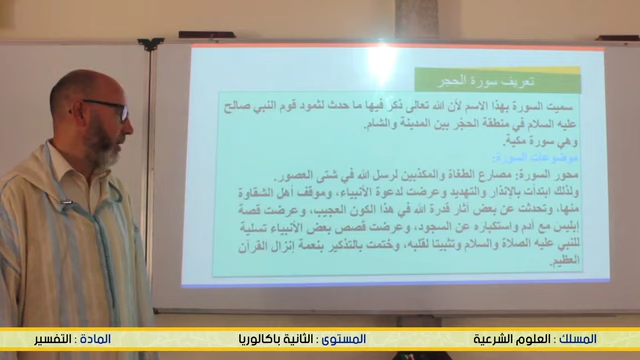 تعريف سورة الحجر
سميت السورة بهذا الاسم لأن الله تعالى ذكر فيها ما حدث لثمود قوم النبي صالح
عليه السلام في منطقة الحجْر بين المدينة والشام.
وهي سورة مكية.
موضوعات السورة:
محور السورة: مصارع الطغاة والمكذبين لرسل الله في شتى العصور.
ولذلك ابتدأت بالإنذار والتهديد وعرضت لدعوة الأنبياء، وموقف أهل الشقاوة
منها، وتحدثت عن بعض آثار قدرة الله في هذا الكون العجيب، وعرضت قصة
إبليس مع آدم واستكباره عن السجود، وعرضت قصص بعض الأنبياء تسلية
للنبي عليه الصلاة والسلام وتثبيتا لقلبه، وختمت بالتذكير بنعمة إنزال القرآن
العظيم.
المسلك : العلوم الشرعية المستوى : الثانية باكالوريا المادة : التفسير